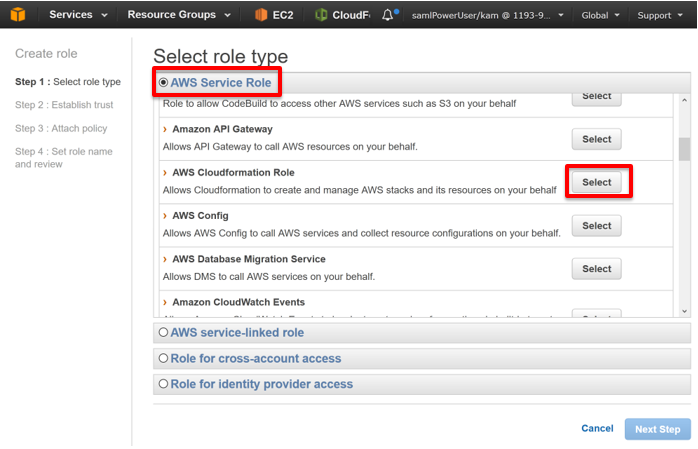 Services Resource Groups EC2 CloudF samlPowerUser/kam @ 1193-9... Global Support
Create role
Step 1 : Select role type
Step 2 : Establish trust
Step 3 : Attach policy
Step 4 : Set role name
and review
Select role type
AWS Service Role
Role to allow CodeBuild to access other AWS services such as S3 on your behalf
Select
Amazon API Gateway
Allows API Gateway to call AWS resources on your behalf.
Select
AWS Cloudformation Role
Allows Cloudformation to create and manage AWS stacks and its resources on your behalf
Select
AWS Config
Allows AWS Config to call AWS services and collect resource configurations on your behalf.
Select
AWS Database Migration Service
Allows DMS to call AWS services on your behalf.
Select
Amazon CloudWatch Events
AWS service-linked role
Role for cross-account access
Role for identity provider access
Cancel Next Step